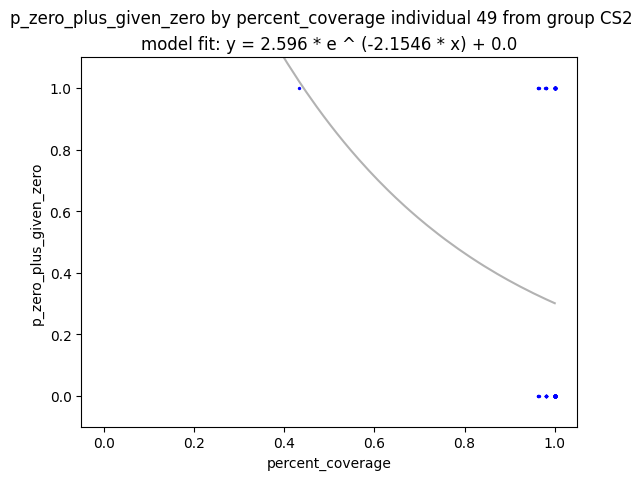 p_zero_plus_given_zero by percent_coverage individual 49 from group CS2
model fit: y = 2.596 * e ^ (-2.1546 * x) + 0.0
1.0
0.8
0.6
0.4
0.2
0.0
p_zero_plus_given_zero
0.0 0.2 0.4 0.6 0.8 1.0
percent_coverage